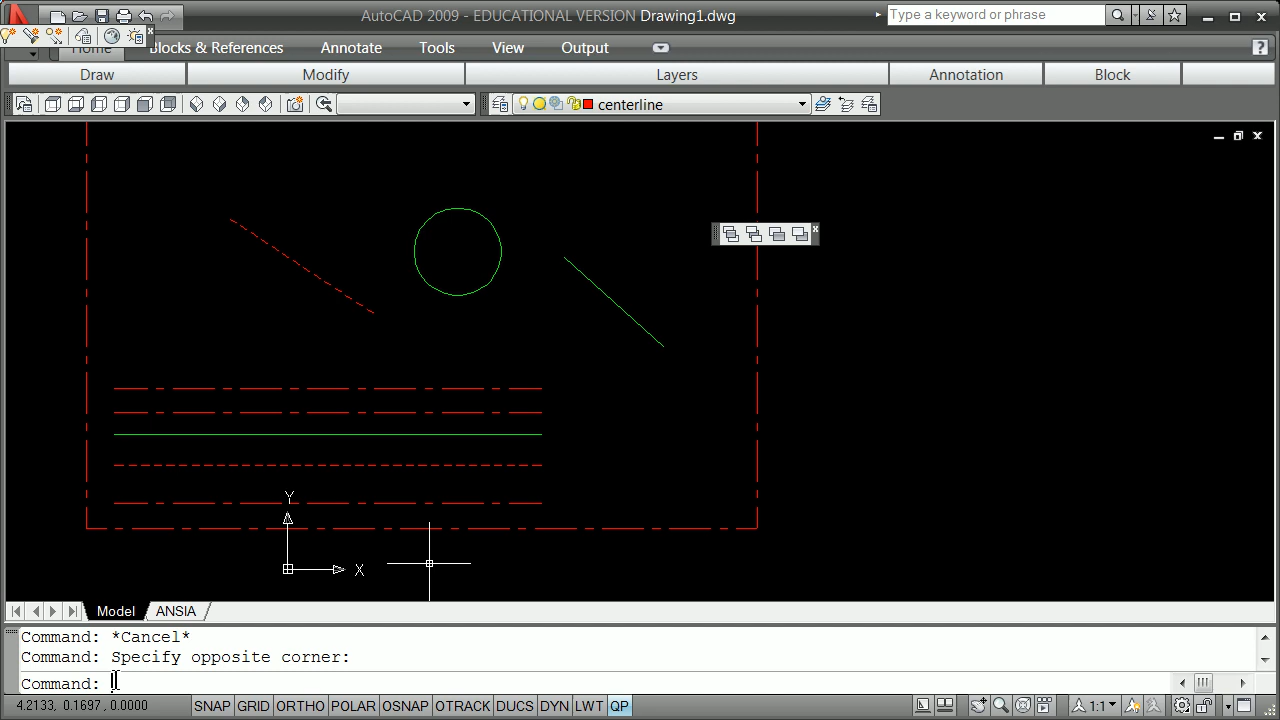 AutoCAD 2009 - EDUCATIONAL VERSION Drawing1.dwg
Type a keyword or phrase
Home Blocks & References Annotate Tools View Output
Draw Modify Layers Annotation Block
centerline
Y
X
Model ANSIA
Command: *Cancel*
Command: Specify opposite corner:
Command:
4.2133, 0.1697, 0.0000 SNAP GRID ORTHO POLAR OSNAP OTRACK DUCS DYN LWT QP 1:1